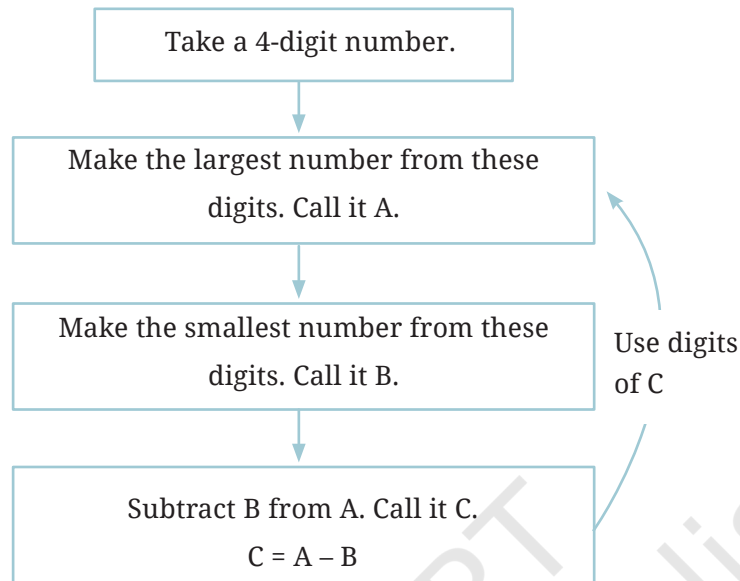 Take a 4-digit number.
Make the largest number from these
digits. Call it A.
Make the smallest number from these
digits. Call it B.
Use digits
of C
Subtract B from A. Call it C.
C = A – B